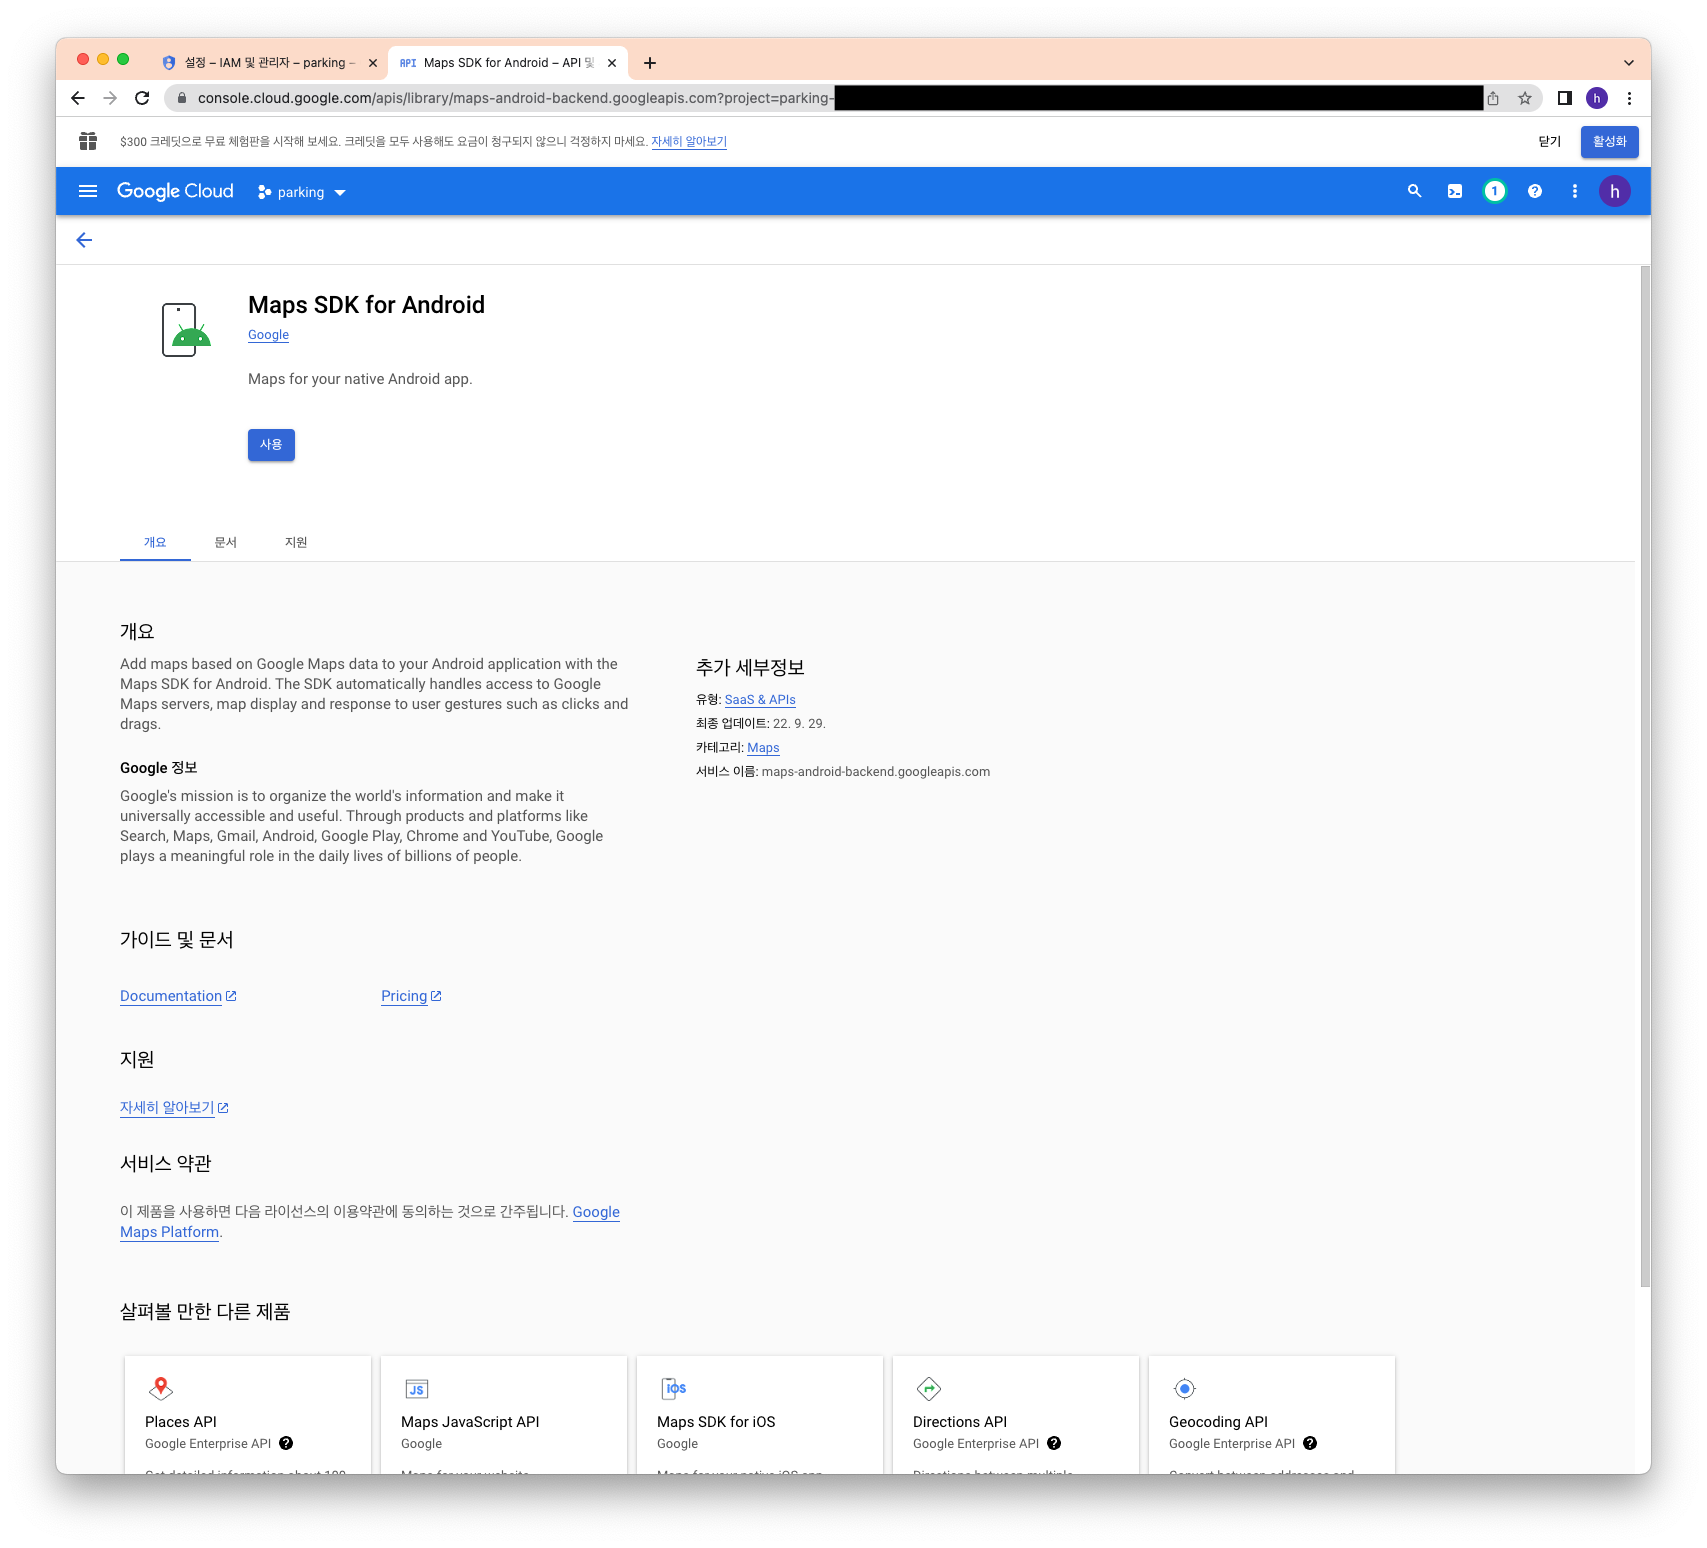 설정 – IAM 및 관리자 – parking –
API Maps SDK for Android – API 및
console.cloud.google.com/apis/library/maps-android-backend.googleapis.com?project=parking-
h
$300 크레딧으로 무료 체험판을 시작해 보세요. 크레딧을 모두 사용해도 요금이 청구되지 않으니 걱정하지 마세요. 자세히 알아보기
닫기
활성화
Google Cloud
parking
1
h
Maps SDK for Android
Google
Maps for your native Android app.
사용
개요 문서 지원
개요
Add maps based on Google Maps data to your Android application with the
Maps SDK for Android. The SDK automatically handles access to Google
Maps servers, map display and response to user gestures such as clicks and
drags.
Google 정보
Google's mission is to organize the world's information and make it
universally accessible and useful. Through products and platforms like
Search, Maps, Gmail, Android, Google Play, Chrome and YouTube, Google
plays a meaningful role in the daily lives of billions of people.
추가 세부정보
유형: SaaS & APIs
최종 업데이트: 22. 9. 29.
카테고리: Maps
서비스 이름: maps-android-backend.googleapis.com
가이드 및 문서
Documentation
Pricing
지원
자세히 알아보기
서비스 약관
이 제품을 사용하면 다음 라이선스의 이용약관에 동의하는 것으로 간주됩니다. Google
Maps Platform.
살펴볼 만한 다른 제품
Places API
Google Enterprise API
JS
Maps JavaScript API
Google
iOS
Maps SDK for iOS
Google
Directions API
Google Enterprise API
Geocoding API
Google Enterprise API